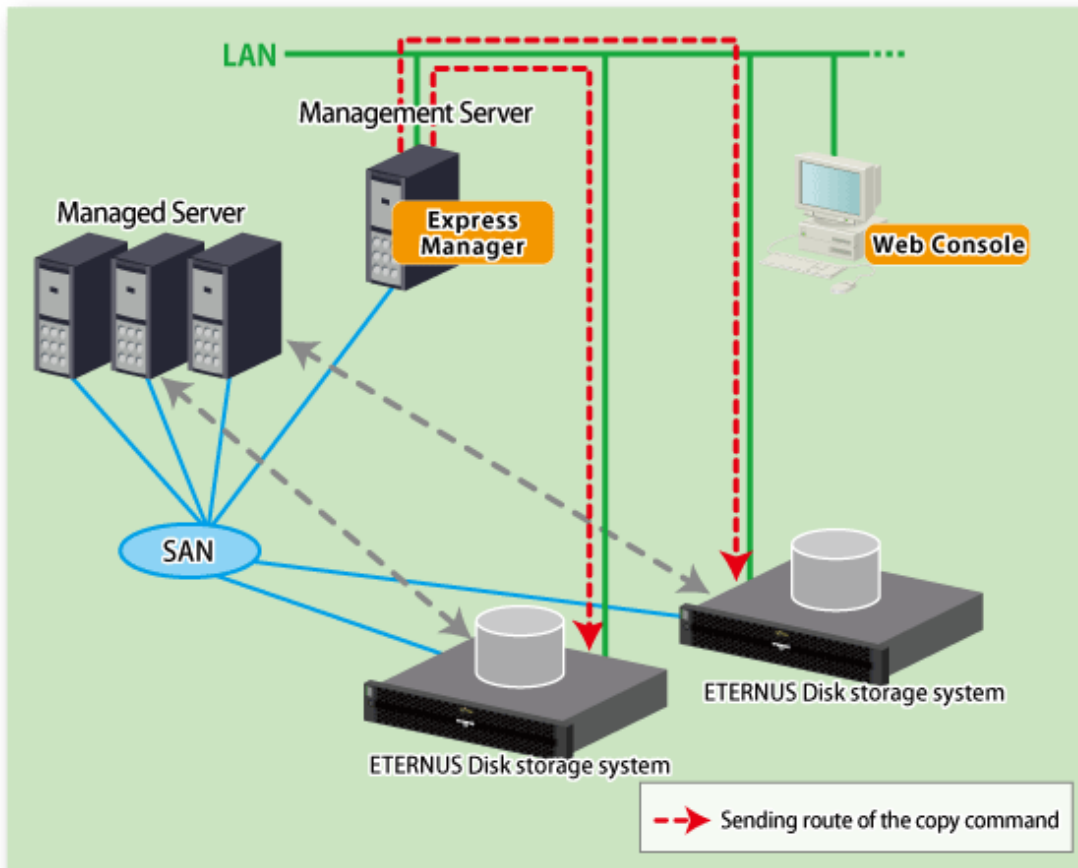 LAN
Management Server
Managed Server
Express
Manager
Web Console
SAN
ETERNUS Disk storage system
ETERNUS Disk storage system
Sending route of the copy command